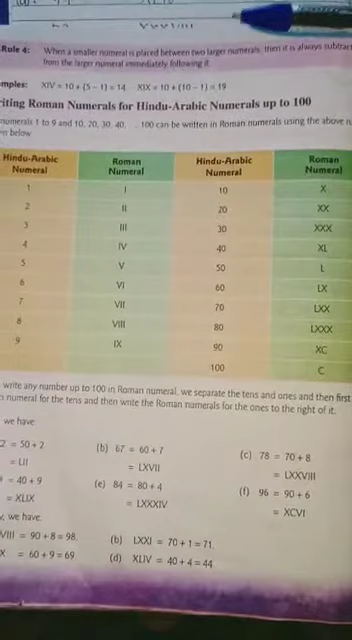 Rule 4: When a smaller numeral is placed between two larger numerals, then it is always subtract
from the larger numeral immediately following it.
mples: XIV = 10 + (5 – 1) = 14 XIX = 10 + (10 – 1) = 19
riting Roman Numerals for Hindu-Arabic Numerals up to 100
numerals 1 to 9 and 10, 20, 30, 40, ... 100 can be written in Roman numerals using the above
n below
Hindu-Arabic Numeral Roman Numeral Hindu-Arabic Numeral Roman Numeral
1 I 10 X
2 II 20 XX
3 III 30 XXX
4 IV 40 XL
5 V 50 L
6 VI 60 LX
7 VII 70 LXX
8 VIII 80 LXXX
9 IX 90 XC
100 C
write any number up to 100 in Roman numeral, we separate the tens and ones and then first
numeral for the tens and then write the Roman numerals for the ones to the right of it.
we have:
2 = 50 + 2 (b) 67 = 60 + 7 (c) 78 = 70 + 8
= LII = LXVII = LXXVIII
= 40 + 9 (e) 84 = 80 + 4 (f) 96 = 90 + 6
= XLIX = LXXXIV = XCVI
, we have:
VIII = 90 + 8 = 98. (b) LXXI = 70 + 1 = 71.
X = 60 + 9 = 69. (d) XLIV = 40 + 4 = 44.